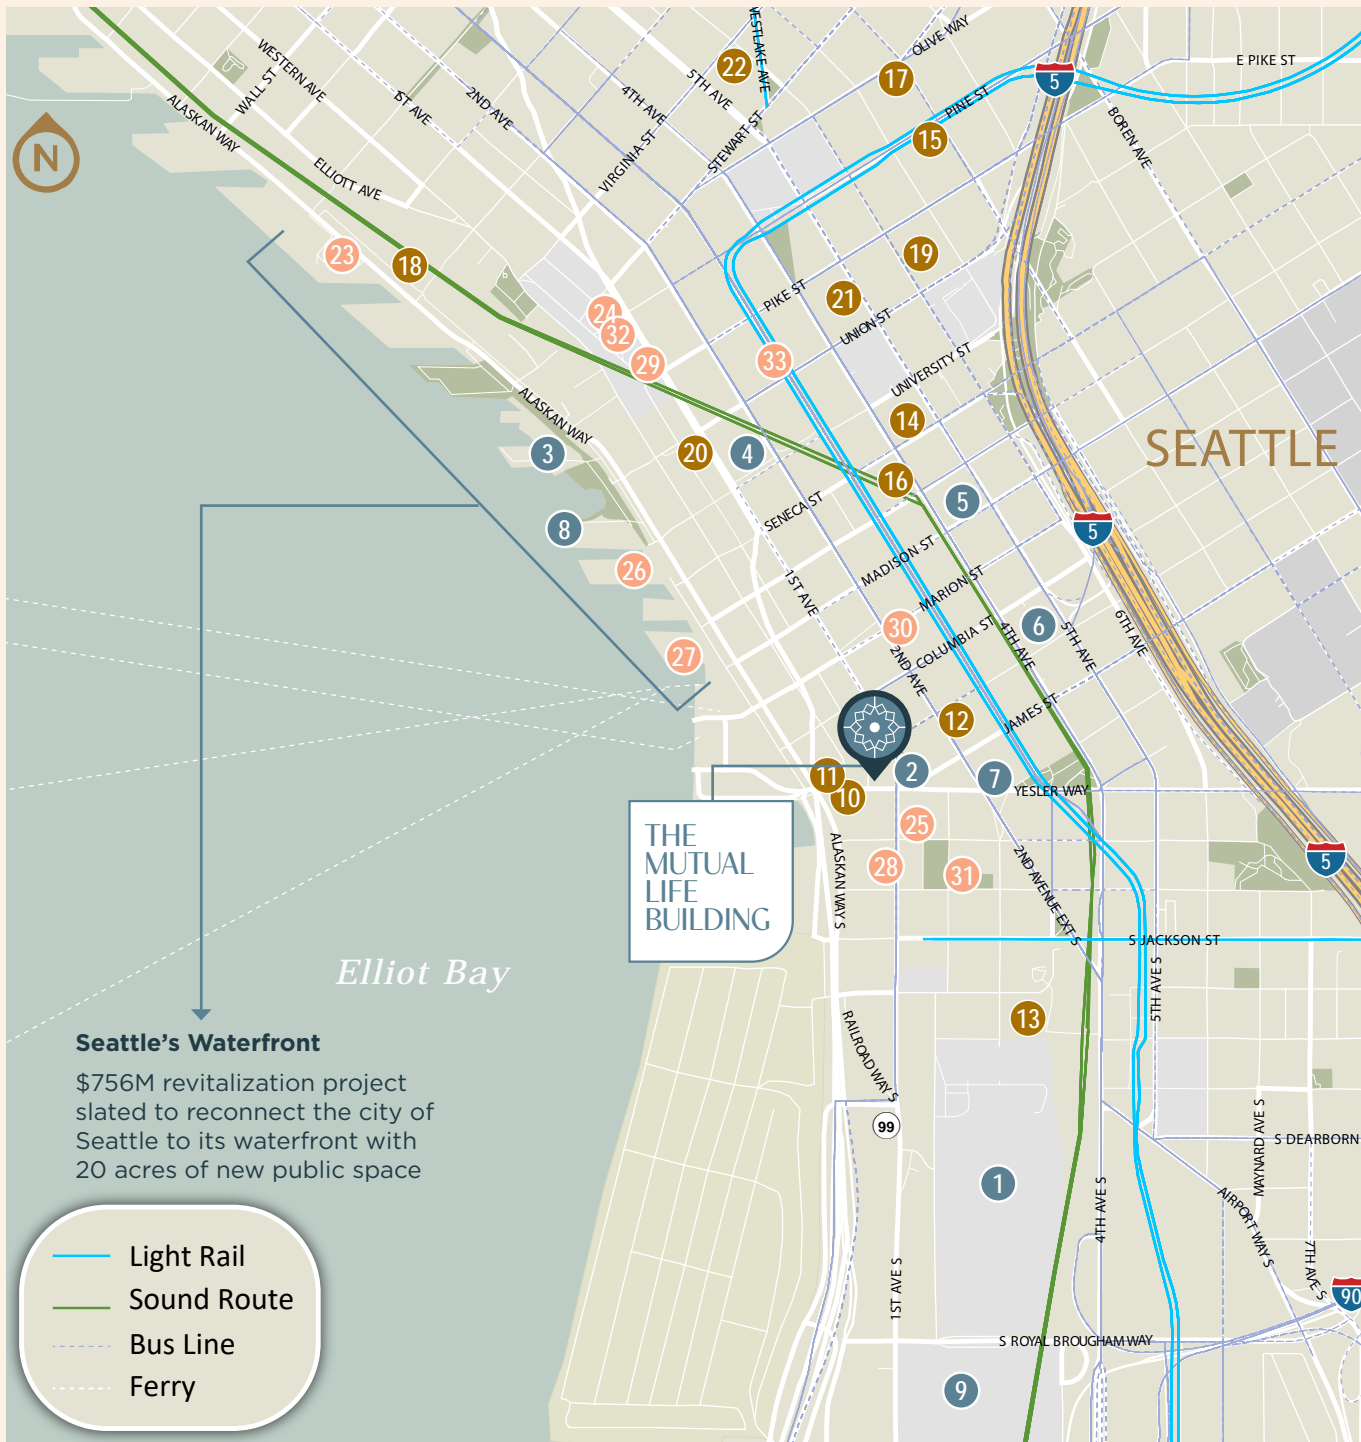 WESTLAKE AVE
OLIVE WAY
E PIKE ST
WESTERN AVE
WALL ST
1ST AVE
2ND AVE
4TH AVE
5TH AVE
22
17
5
PINE ST
15
BOREN AVE
ALASKAN WAY
VIRGINIA ST
STEWART ST
N
ELLIOTT AVE
23
18
19
24
32
29
PIKE ST
21
UNION ST
33
UNIVERSITY ST
ALASKAN WAY
14
SEATTLE
3
20
4
16
5
SENECA ST
8
5
26
MADISON ST
MARION ST
1ST AVE
30
COLUMBIA ST
6
4TH AVE
5TH AVE
6TH AVE
27
2ND AVE
12
JAMES ST
11
10
2
7
YESLER WAY
THE
MUTUAL
LIFE
BUILDING
25
28
31
5
ALASKAN WAY S
2ND AVENUE EXT S
S JACKSON ST
Elliot Bay
5TH AVE S
13
RAILROAD WAY S
99
Seattle's Waterfront
$756M revitalization project
slated to reconnect the city of
Seattle to its waterfront with
20 acres of new public space
S DEARBORN
MAYNARD AVE S
1
4TH AVE S
AIRPORT WAY S
7TH AVE S
1ST AVE S
90
S ROYAL BROUGHAM WAY
9
Light Rail
Sound Route
Bus Line
Ferry